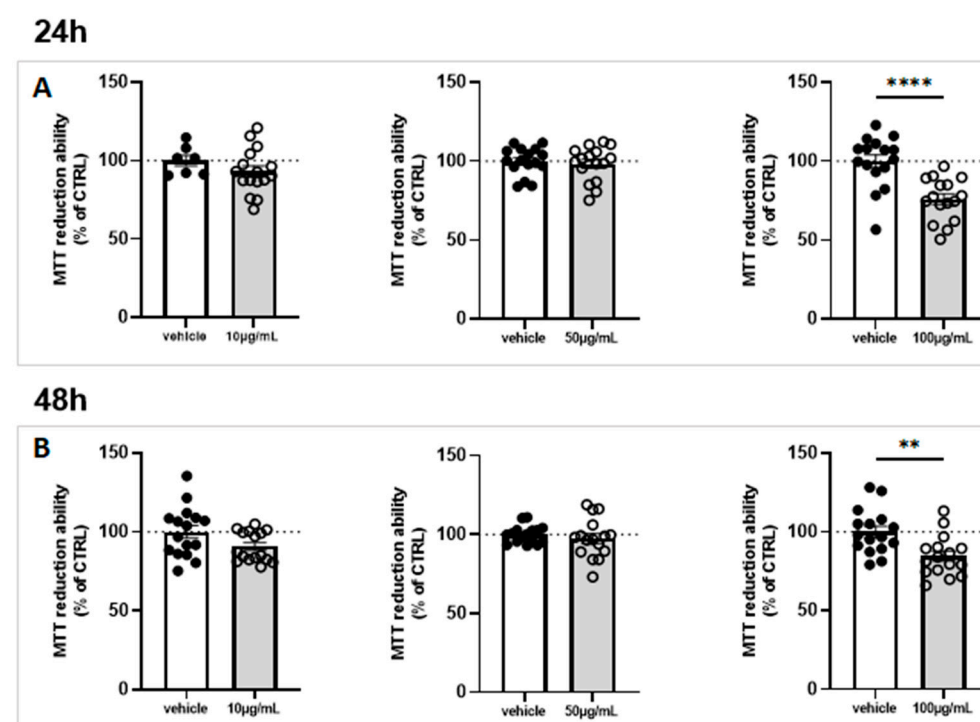 24h
A
MTT reduction ability
(% of CTRL)
150
100
50
0
vehicle 10µg/mL
MTT reduction ability
(% of CTRL)
150
100
50
0
vehicle 50µg/mL
MTT reduction ability
(% of CTRL)
150
100
50
0
****
vehicle 100µg/mL
48h
B
MTT reduction ability
(% of CTRL)
150
100
50
0
vehicle 10µg/mL
MTT reduction ability
(% of CTRL)
150
100
50
0
vehicle 50µg/mL
MTT reduction ability
(% of CTRL)
150
100
50
0
**
vehicle 100µg/mL